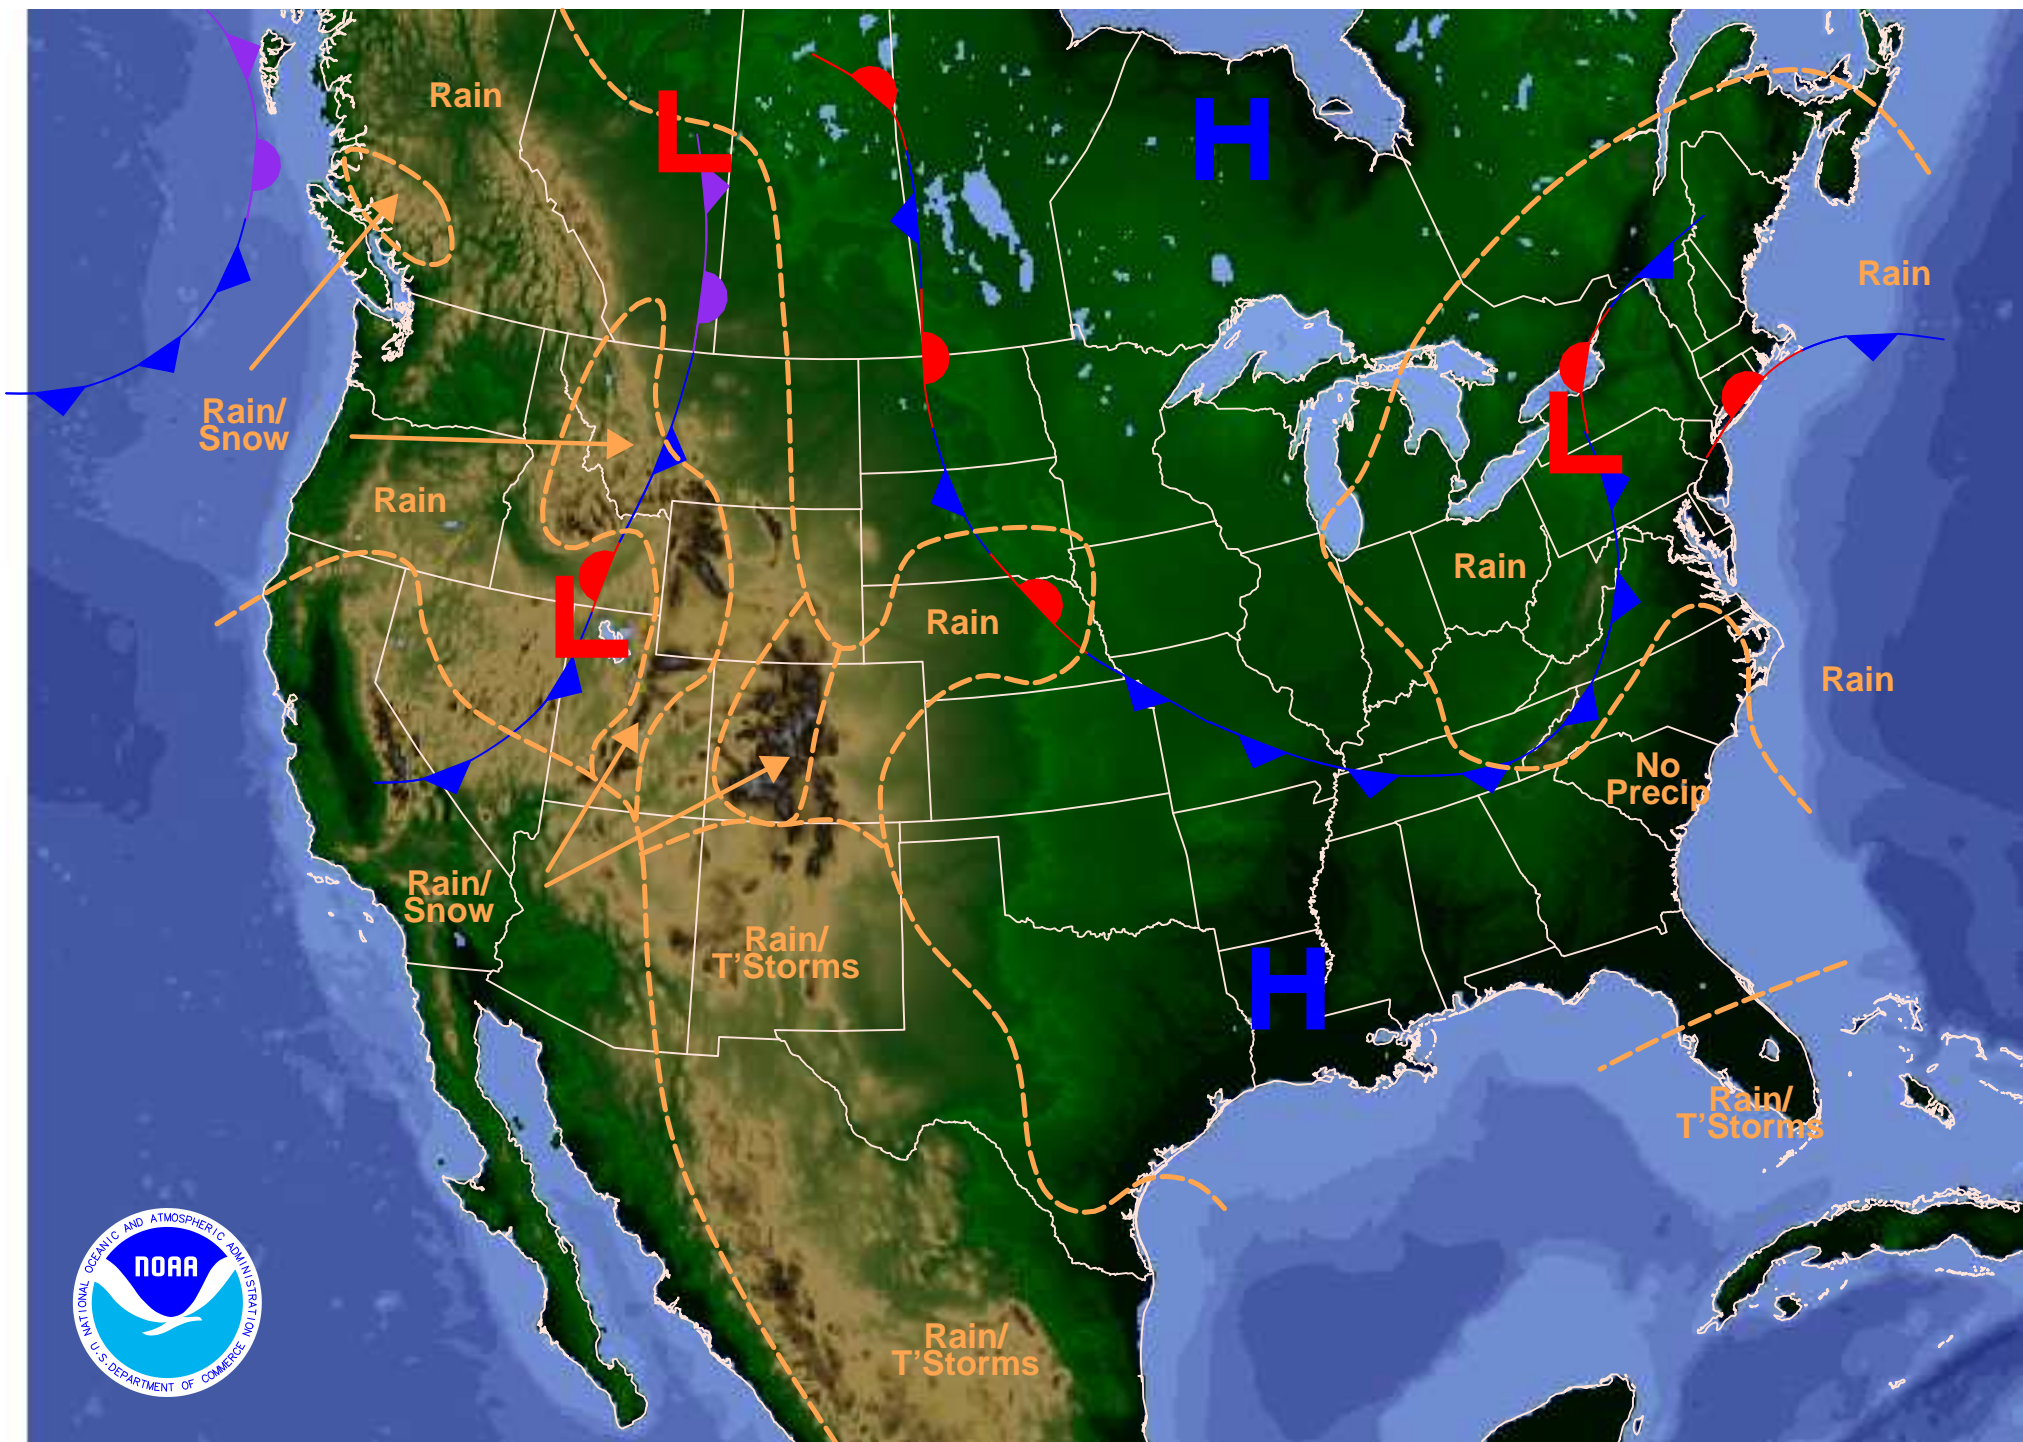 Rain
L
H
Rain
Rain/
Snow
L
Rain
Rain
L
Rain
Rain
No
Precip
Rain/
Snow
Rain/
T'Storms
H
Rain/
T'Storms
NATIONAL OCEANIC AND ATMOSPHERIC ADMINISTRATION
NOAA
U.S. DEPARTMENT OF COMMERCE
Rain/
T'Storms